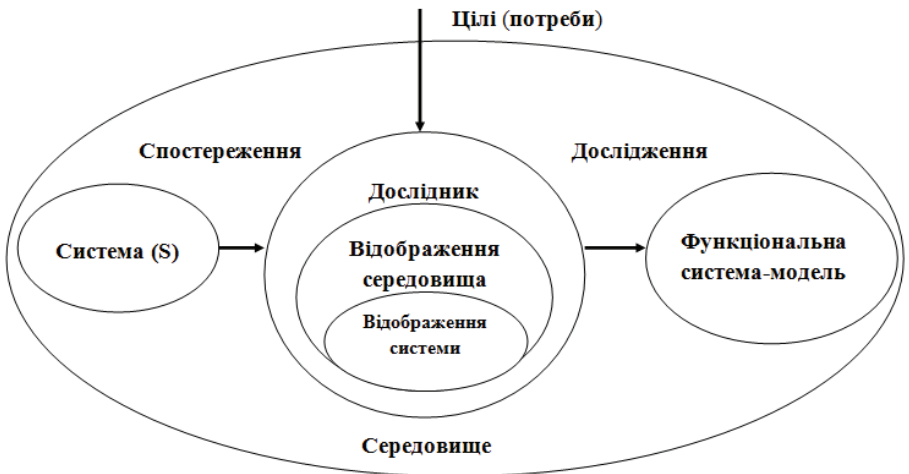 Цілі (потреби)
Спостереження
Дослідження
Дослідник
Система (S)
Відображення
середовища
Функціональна
система-модель
Відображення
системи
Середовище